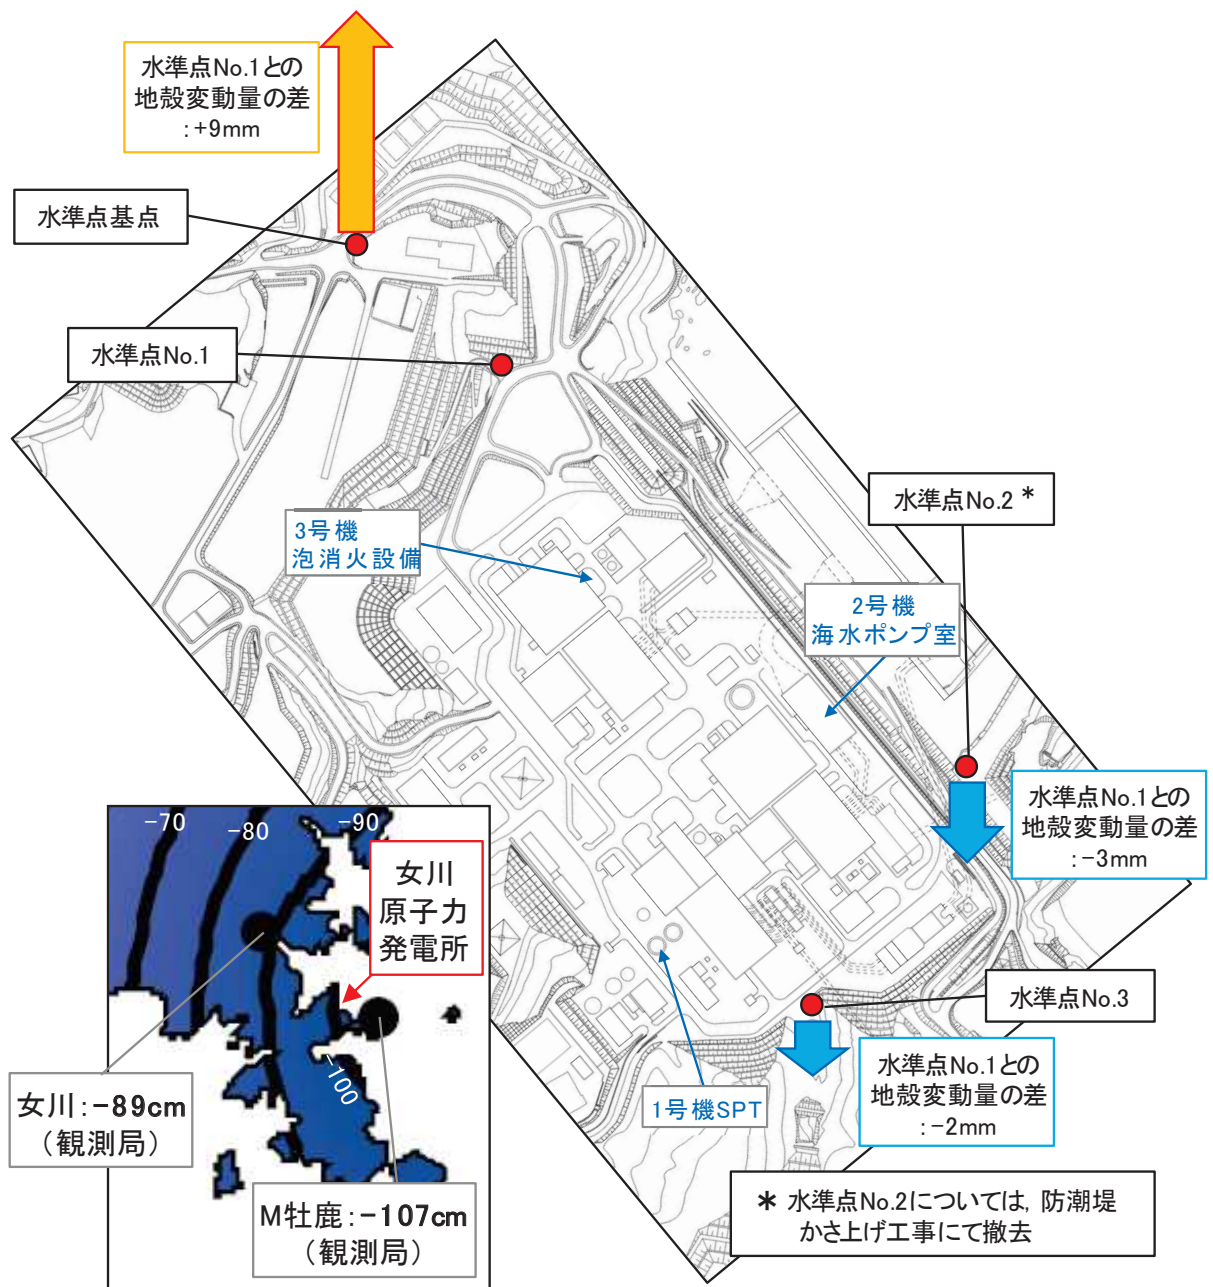 水準点No.1との
地殻変動量の差
:+9mm
水準点基点
水準点No.1
水準点No.2 *
3号機
泡消火設備
2号機
海水ポンプ室
水準点No.1との
地殻変動量の差
:-3mm
-70
-80
-90
女川
原子力
発電所
-100
水準点No.3
水準点No.1との
地殻変動量の差
:-2mm
1号機SPT
女川:-89cm
(観測局)
M牡鹿:-107cm
(観測局)
* 水準点No.2については, 防潮堤
かさ上げ工事にて撤去